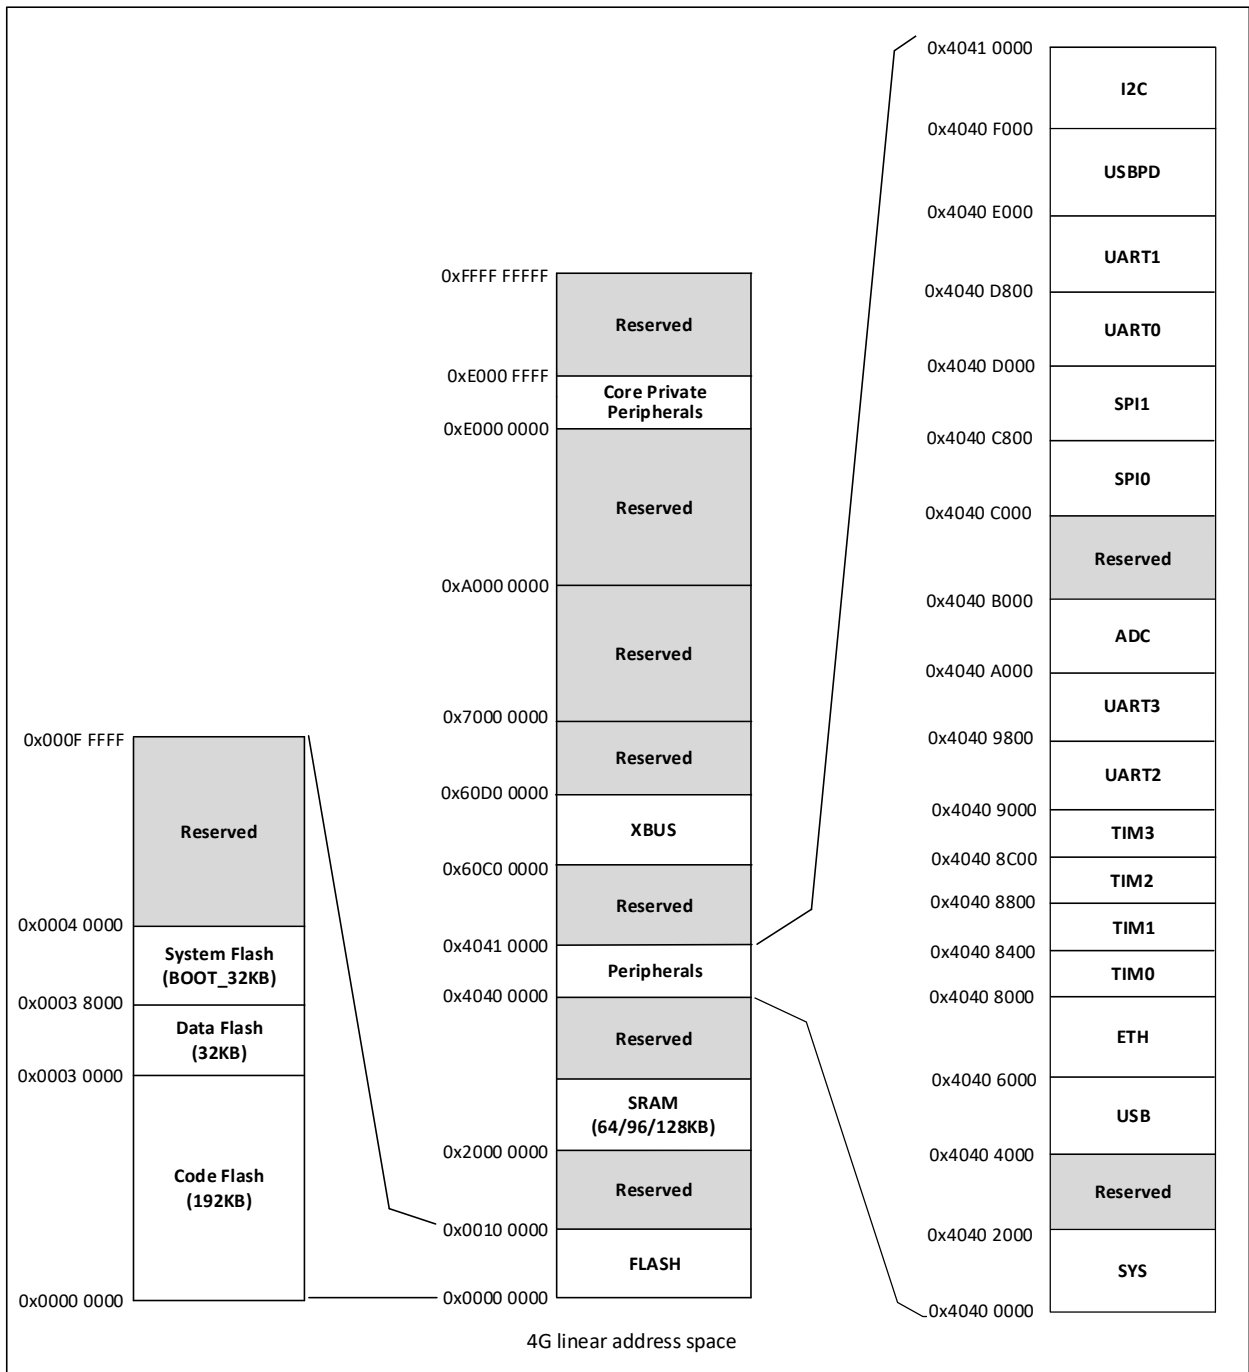 0x000F FFFF
Reserved
0x0004 0000
System Flash
(BOOT_32KB)
0x0003 8000
Data Flash
(32KB)
0x0003 0000
Code Flash
(192KB)
0x0000 0000
0xFFFF FFFFF
Reserved
0xE000 FFFF
Core Private
Peripherals
0xE000 0000
Reserved
0xA000 0000
Reserved
0x7000 0000
Reserved
0x60D0 0000
XBUS
0x60C0 0000
Reserved
0x4041 0000
Peripherals
0x4040 0000
Reserved
SRAM
(64/96/128KB)
0x2000 0000
Reserved
0x0010 0000
FLASH
0x0000 0000
0x4041 0000
I2C
0x4040 F000
USBPD
0x4040 E000
UART1
0x4040 D800
UART0
0x4040 D000
SPI1
0x4040 C800
SPI0
0x4040 C000
Reserved
0x4040 B000
ADC
0x4040 A000
UART3
0x4040 9800
UART2
0x4040 9000
TIM3
0x4040 8C00
TIM2
0x4040 8800
TIM1
0x4040 8400
TIM0
0x4040 8000
ETH
0x4040 6000
USB
0x4040 4000
Reserved
0x4040 2000
SYS
0x4040 0000
4G linear address space